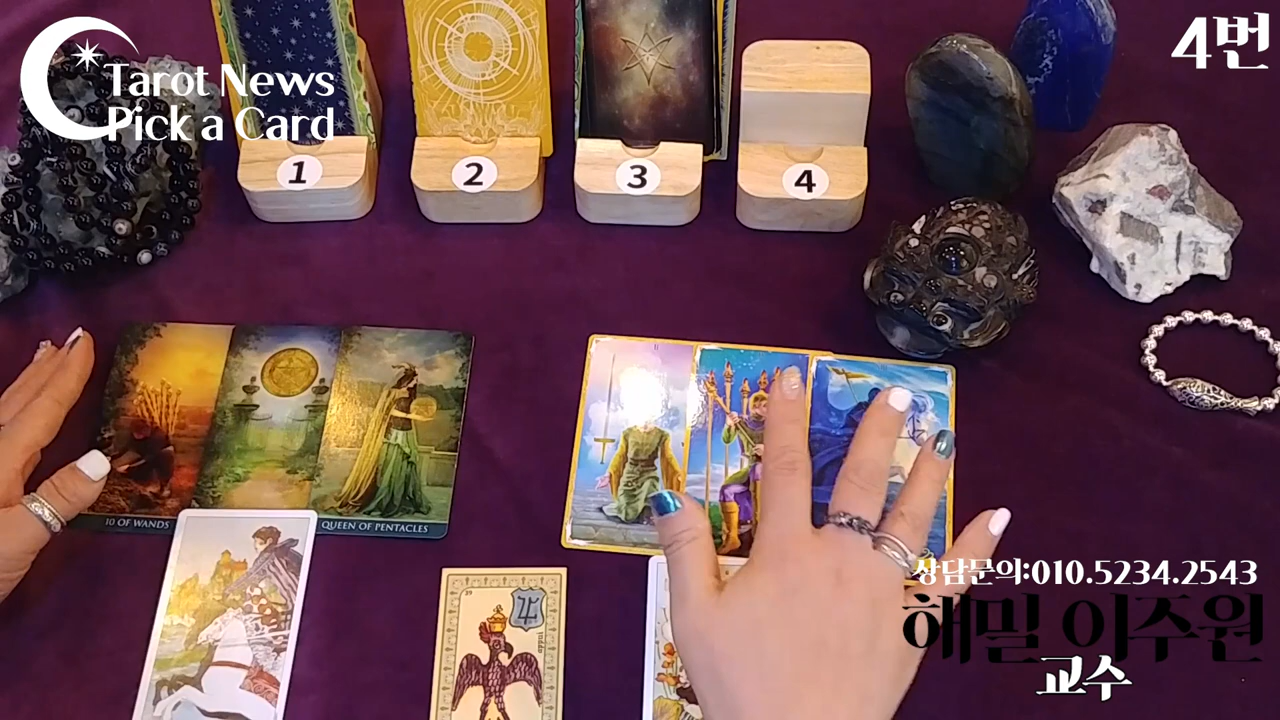 Tarot News
Pick a Card
4번
1
2
3
4
10 OF WANDS
QUEEN OF PENTACLES
appui
상담문의:010.5234.2543
해밀 이주원
교수